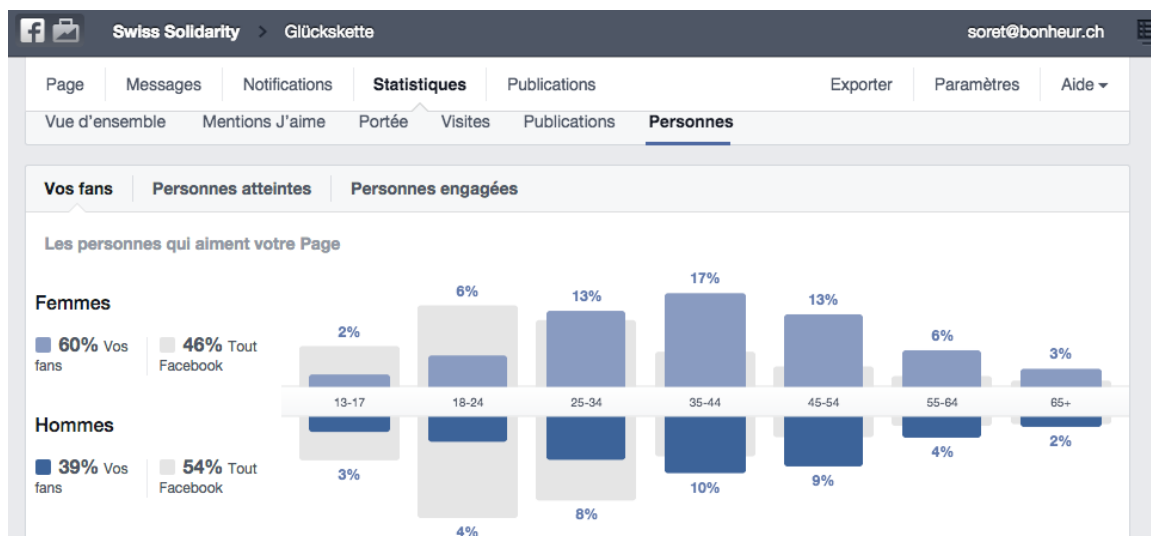 Swiss Solidarity > Glückskette soret@bonheur.ch
Page Messages Notifications Statistiques Publications Exporter Paramètres Aide
Vue d'ensemble Mentions J'aime Portée Visites Publications Personnes
Vos fans Personnes atteintes Personnes engagées
Les personnes qui aiment votre Page
Femmes
60% Vos fans
46% Tout Facebook
2% 6% 13% 17% 13% 6% 3%
13-17 18-24 25-34 35-44 45-54 55-64 65+
Hommes
39% Vos fans
54% Tout Facebook
3% 4% 8% 10% 9% 4% 2%